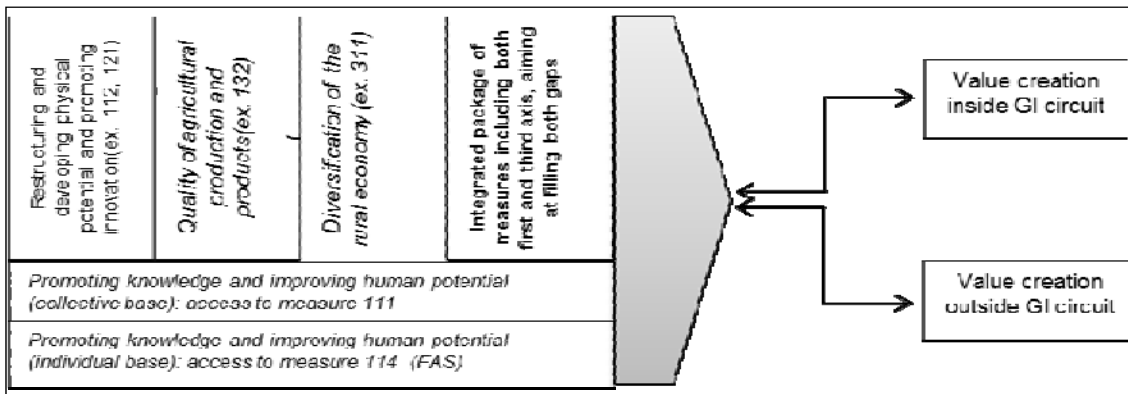 Restructuring and
developing physical
potential and promoting
innovation(ex. 112, 121)
Quality of agricultural
production and
products(ex. 132)
(
Diversification of the
rural economy(ex. 311)
Integrated package of
measures including both
first and third axis, aiming
at filling both gaps
Promoting knowledge and improving human potential
(collective base): access to measure 111
Promoting knowledge and improving human potential
(individual base): access to measure 114 (FAS)
Value creation
inside GI circuit
Value creation
outside GI circuit